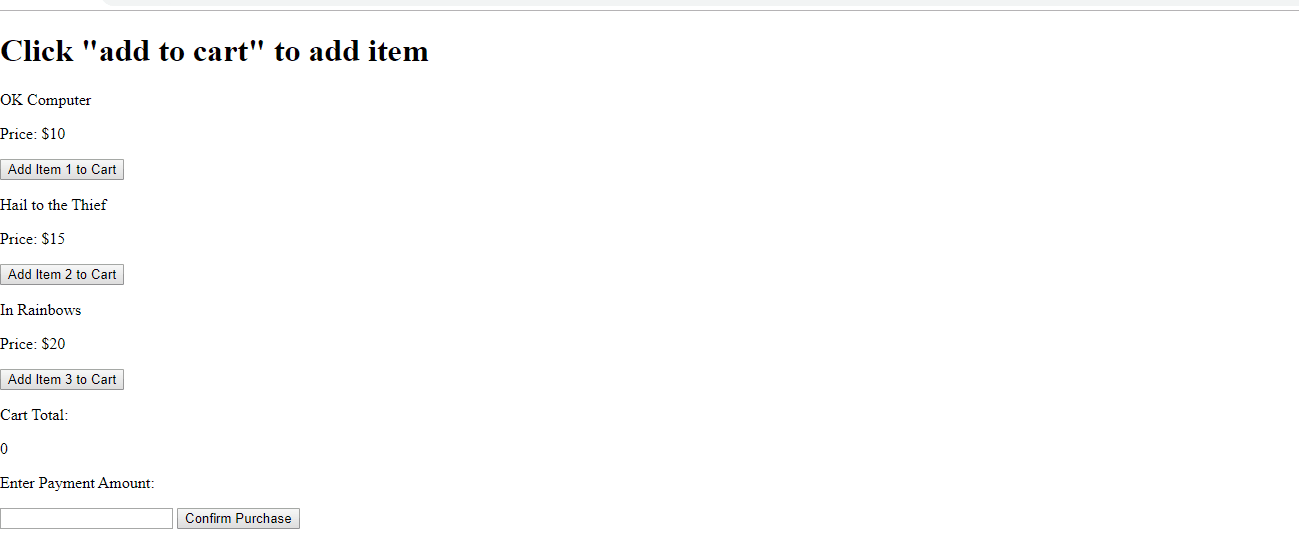 Click "add to cart" to add item
OK Computer
Price: $10
Add Item 1 to Cart
Hail to the Thief
Price: $15
Add Item 2 to Cart
In Rainbows
Price: $20
Add Item 3 to Cart
Cart Total:
0
Enter Payment Amount:
Confirm Purchase